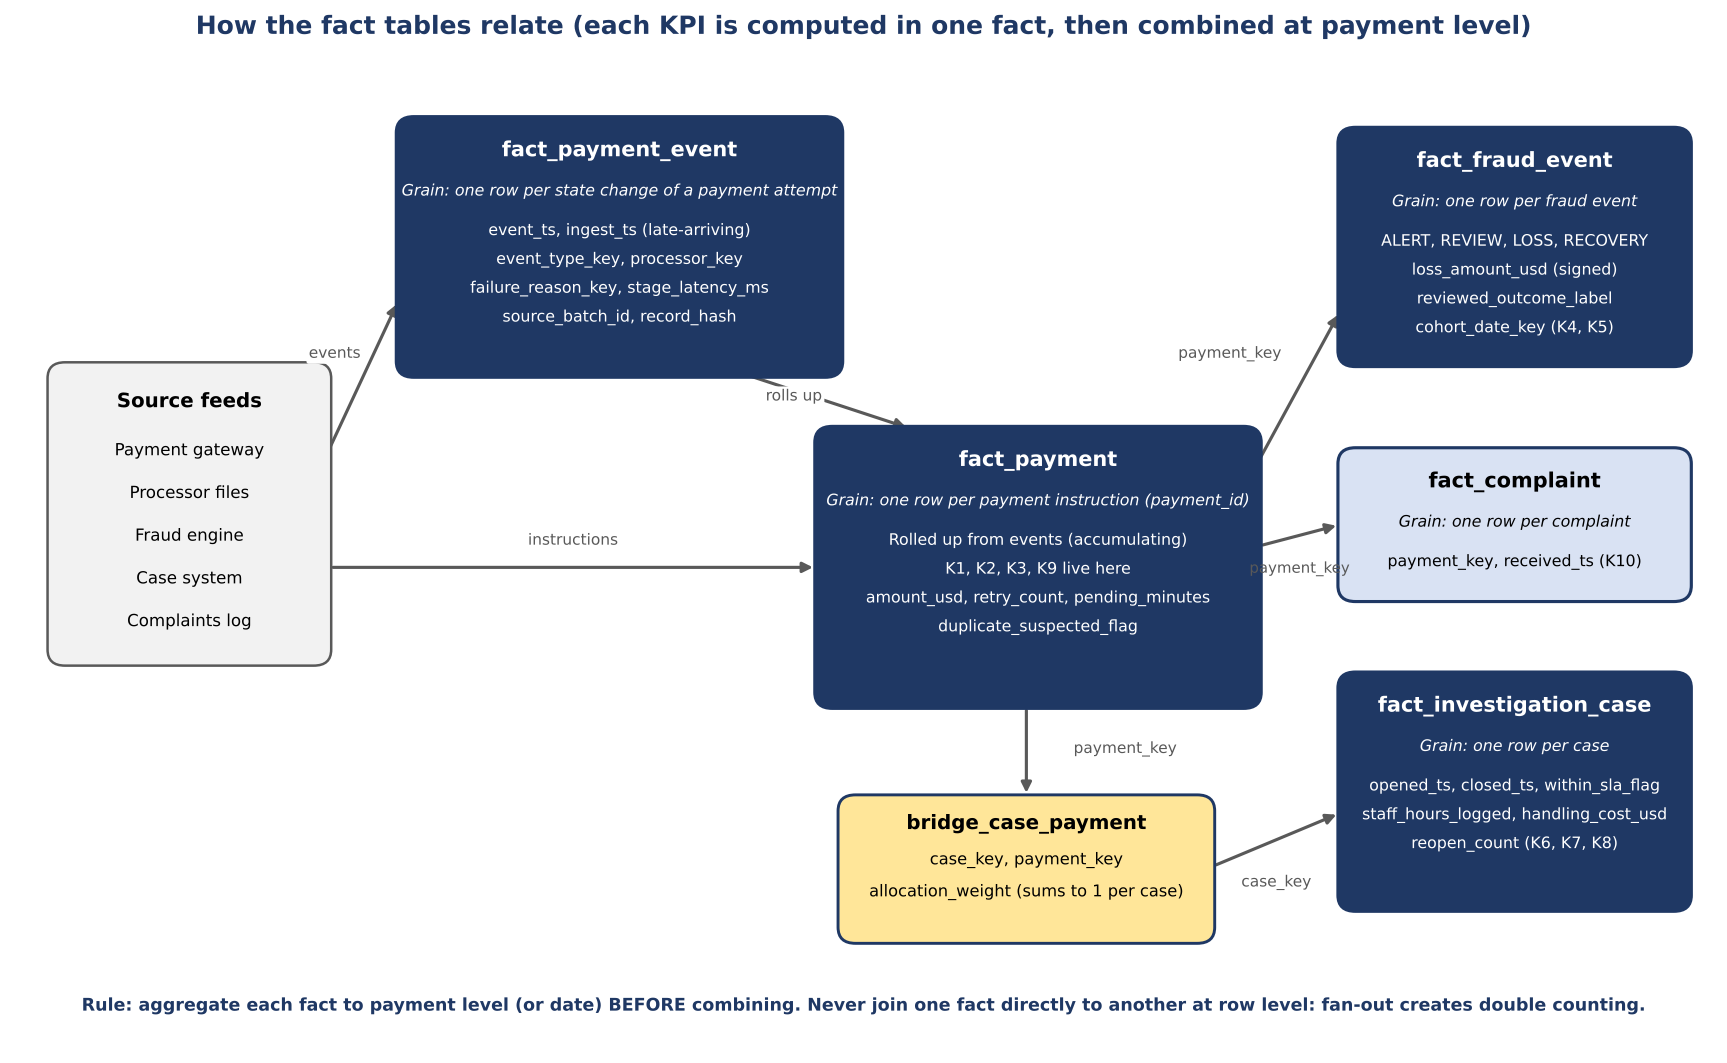 How the fact tables relate (each KPI is computed in one fact, then combined at payment level)
fact_payment_event
Grain: one row per state change of a payment attempt
event_ts, ingest_ts (late-arriving)
event_type_key, processor_key
failure_reason_key, stage_latency_ms
source_batch_id, record_hash
fact_fraud_event
Grain: one row per fraud event
ALERT, REVIEW, LOSS, RECOVERY
loss_amount_usd (signed)
reviewed_outcome_label
cohort_date_key (K4, K5)
events
payment_key
rolls up
Source feeds
Payment gateway
Processor files
Fraud engine
Case system
Complaints log
instructions
fact_payment
Grain: one row per payment instruction (payment_id)
Rolled up from events (accumulating)
K1, K2, K3, K9 live here
amount_usd, retry_count, pending_minutes
duplicate_suspected_flag
payment_key
fact_complaint
Grain: one row per complaint
payment_key, received_ts (K10)
payment_key
bridge_case_payment
case_key, payment_key
allocation_weight (sums to 1 per case)
case_key
fact_investigation_case
Grain: one row per case
opened_ts, closed_ts, within_sla_flag
staff_hours_logged, handling_cost_usd
reopen_count (K6, K7, K8)
Rule: aggregate each fact to payment level (or date) BEFORE combining. Never join one fact directly to another at row level: fan-out creates double counting.